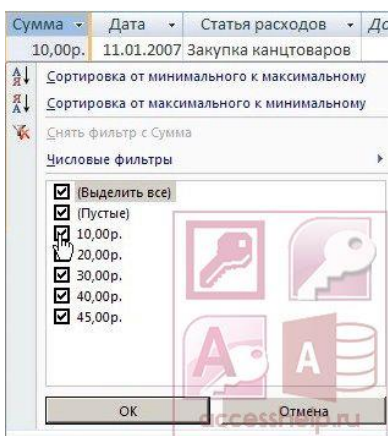 Сумма Дата Статья расходов До
10,00р. 11.01.2007 Закупка канцтоваров
Сортировка от минимального к максимальному
Сортировка от максимального к минимальному
Снять фильтр с Сумма
Числовые фильтры
(Выделить все)
(Пустые)
10,00р.
20,00р.
30,00р.
40,00р.
45,00р.
A A
ОК Отмена
accesshelp.ru